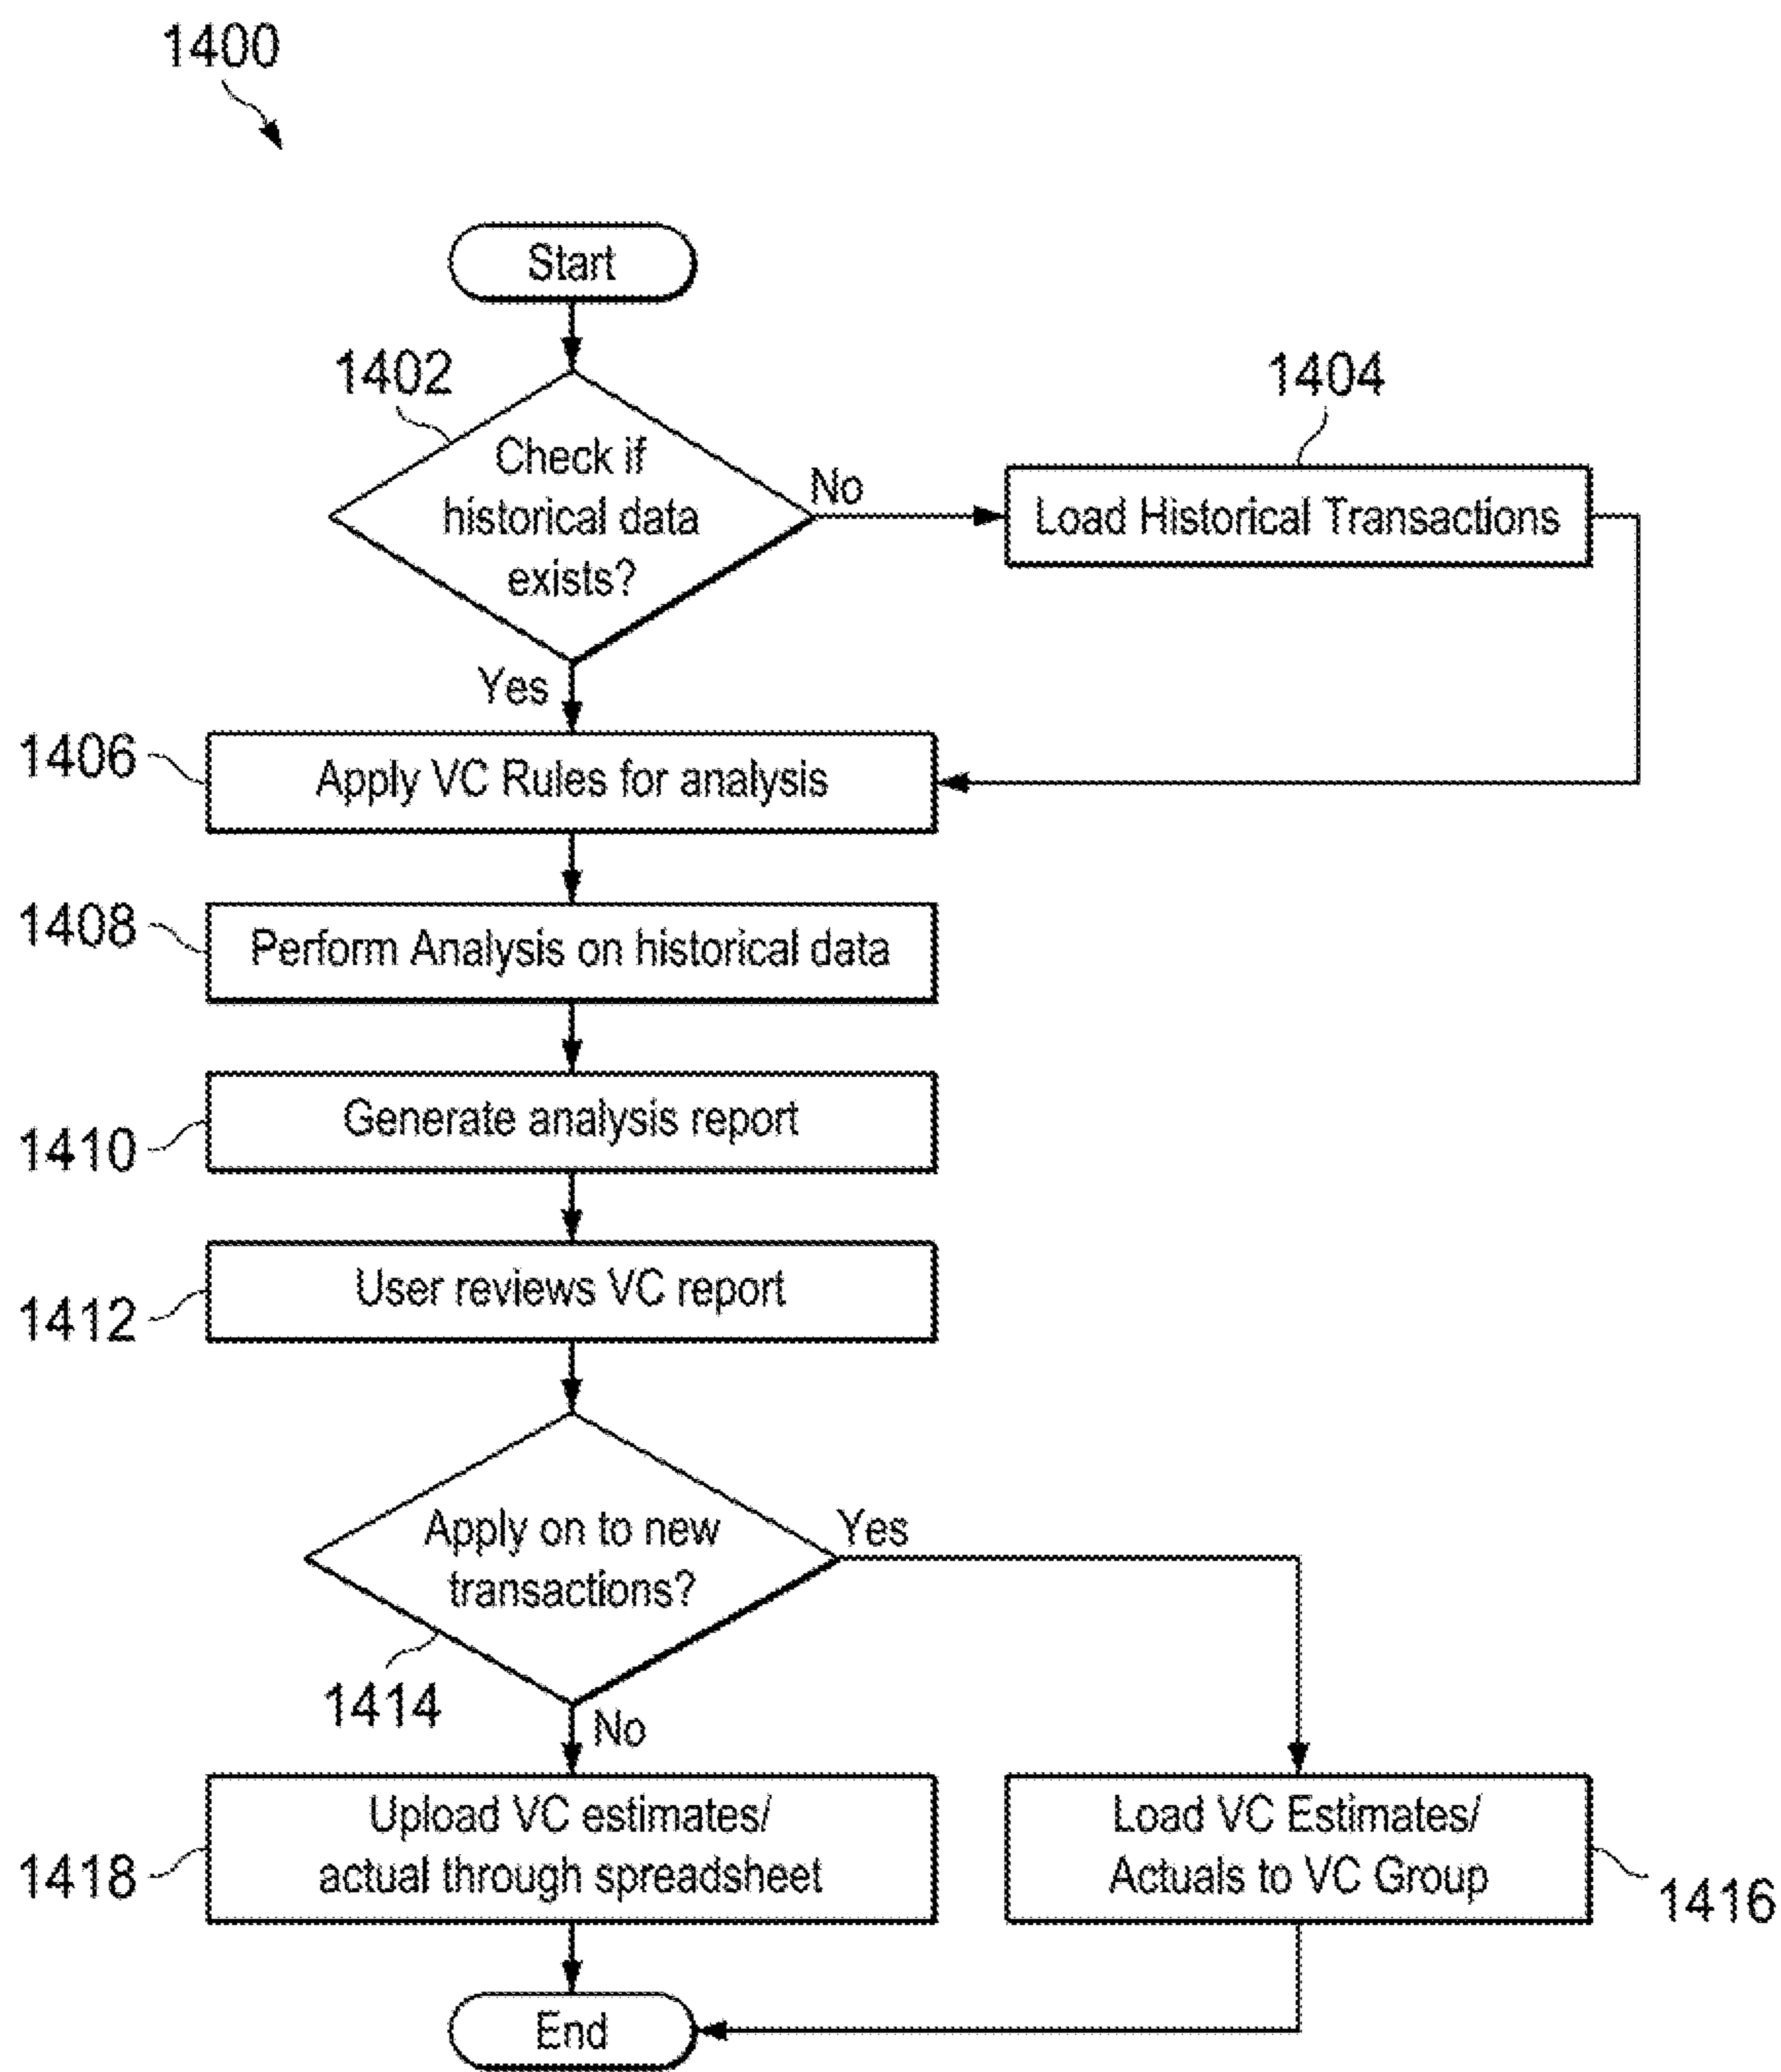 1400
Start
1402
Check if
historical data
exists?
No
1404
Load Historical Transactions
Yes
1406
Apply VC Rules for analysis
1408
Perform Analysis on historical data
1410
Generate analysis report
1412
User reviews VC report
Apply on to new
transactions?
Yes
1414
No
1418
Upload VC estimates/
actual through spreadsheet
Load VC Estimates/
Actuals to VC Group
1416
End